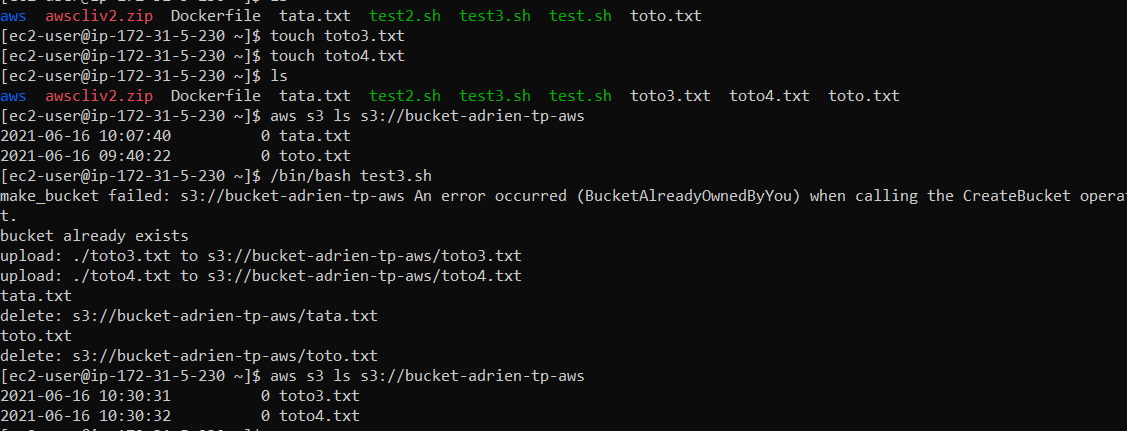 aws  awscliv2.zip  Dockerfile  tata.txt  test2.sh  test3.sh  test.sh  toto.txt
[ec2-user@ip-172-31-5-230 ~]$ touch toto3.txt
[ec2-user@ip-172-31-5-230 ~]$ touch toto4.txt
[ec2-user@ip-172-31-5-230 ~]$ ls
aws  awscliv2.zip  Dockerfile  tata.txt  test2.sh  test3.sh  test.sh  toto3.txt  toto4.txt  toto.txt
[ec2-user@ip-172-31-5-230 ~]$ aws s3 ls s3://bucket-adrien-tp-aws
2021-06-16 10:07:40          0 tata.txt
2021-06-16 09:40:22          0 toto.txt
[ec2-user@ip-172-31-5-230 ~]$ /bin/bash test3.sh
make_bucket failed: s3://bucket-adrien-tp-aws An error occurred (BucketAlreadyOwnedByYou) when calling the CreateBucket operat
t.
bucket already exists
upload: ./toto3.txt to s3://bucket-adrien-tp-aws/toto3.txt
upload: ./toto4.txt to s3://bucket-adrien-tp-aws/toto4.txt
tata.txt
delete: s3://bucket-adrien-tp-aws/tata.txt
toto.txt
delete: s3://bucket-adrien-tp-aws/toto.txt
[ec2-user@ip-172-31-5-230 ~]$ aws s3 ls s3://bucket-adrien-tp-aws
2021-06-16 10:30:31          0 toto3.txt
2021-06-16 10:30:32          0 toto4.txt